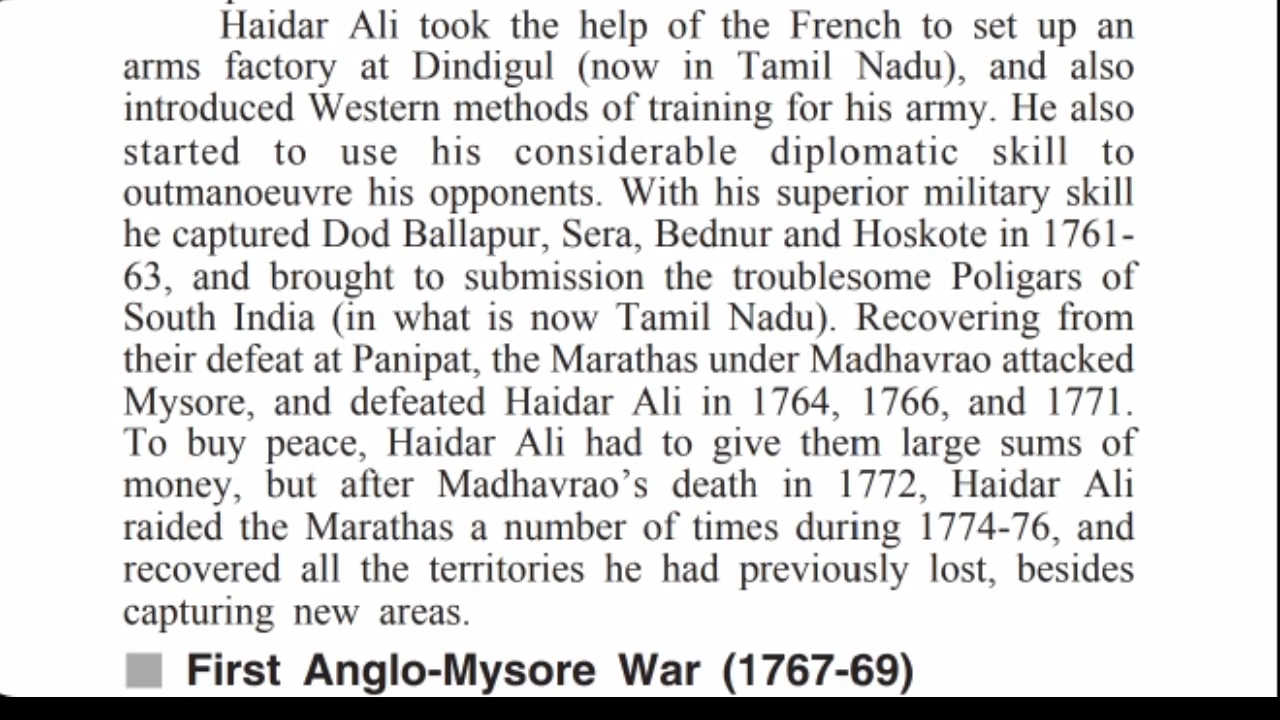 Haidar Ali took the help of the French to set up an
arms factory at Dindigul (now in Tamil Nadu), and also
introduced Western methods of training for his army. He also
started to use his considerable diplomatic skill to
outmanoeuvre his opponents. With his superior military skill
he captured Dod Ballapur, Sera, Bednur and Hoskote in 1761-
63, and brought to submission the troublesome Poligars of
South India (in what is now Tamil Nadu). Recovering from
their defeat at Panipat, the Marathas under Madhavrao attacked
Mysore, and defeated Haidar Ali in 1764, 1766, and 1771.
To buy peace, Haidar Ali had to give them large sums of
money, but after Madhavrao’s death in 1772, Haidar Ali
raided the Marathas a number of times during 1774-76, and
recovered all the territories he had previously lost, besides
capturing new areas.
First Anglo-Mysore War (1767-69)